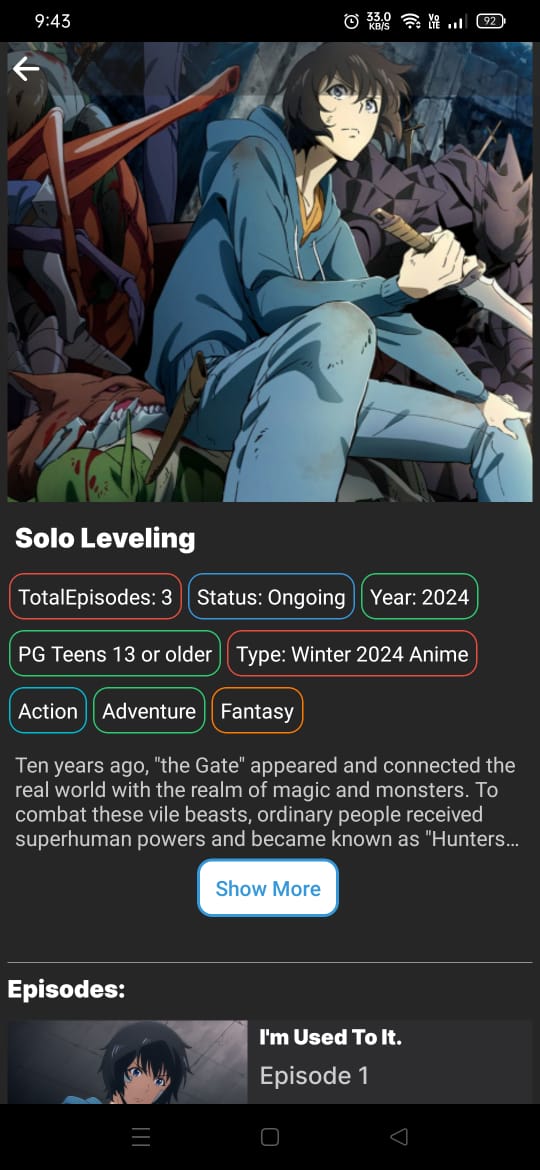 9:43
33.0
KB/S
Vo
LTE
92
Solo Leveling
TotalEpisodes: 3
Status: Ongoing
Year: 2024
PG Teens 13 or older
Type: Winter 2024 Anime
Action
Adventure
Fantasy
Ten years ago, "the Gate" appeared and connected the
real world with the realm of magic and monsters. To
combat these vile beasts, ordinary people received
superhuman powers and became known as "Hunters...
Show More
Episodes:
I'm Used To It.
Episode 1